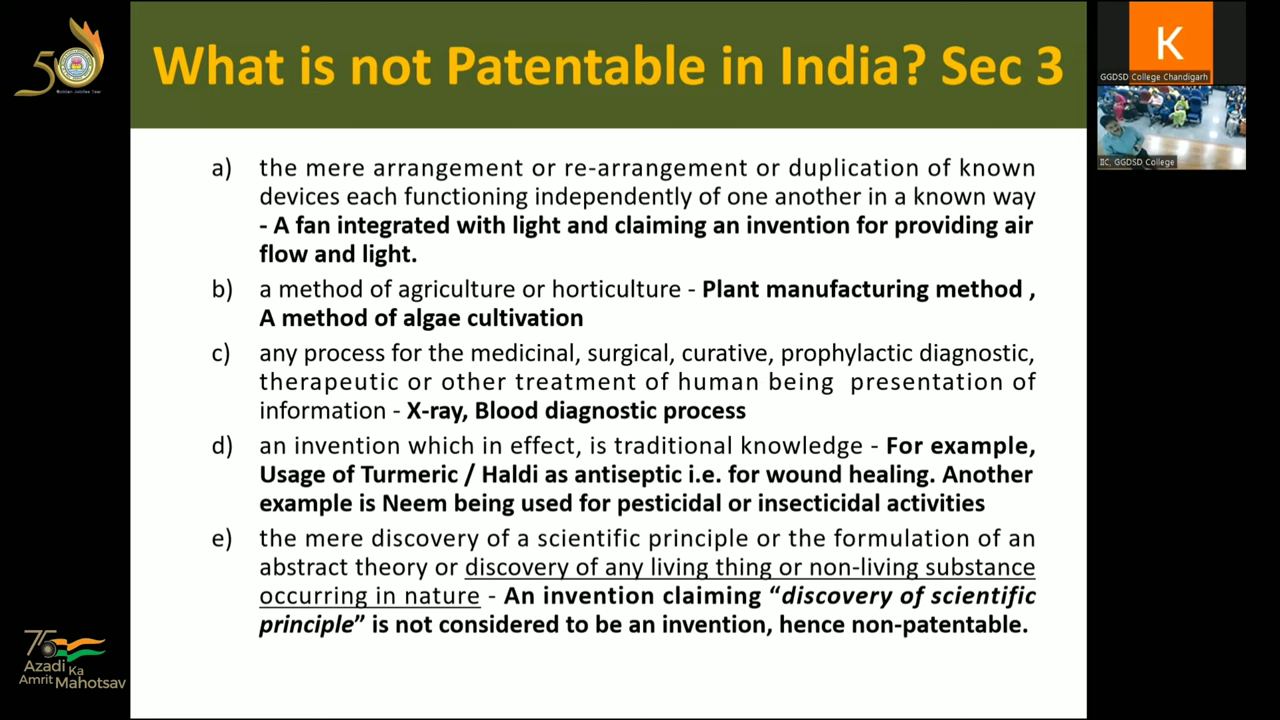 What is not Patentable in India? Sec 3
a) the mere arrangement or re-arrangement or duplication of known
devices each functioning independently of one another in a known way
- A fan integrated with light and claiming an invention for providing air
flow and light.
b) a method of agriculture or horticulture - Plant manufacturing method ,
A method of algae cultivation
c) any process for the medicinal, surgical, curative, prophylactic diagnostic,
therapeutic or other treatment of human being presentation of
information - X-ray, Blood diagnostic process
d) an invention which in effect, is traditional knowledge - For example,
Usage of Turmeric / Haldi as antiseptic i.e. for wound healing. Another
example is Neem being used for pesticidal or insecticidal activities
e) the mere discovery of a scientific principle or the formulation of an
abstract theory or discovery of any living thing or non-living substance
occurring in nature - An invention claiming “discovery of scientific
principle” is not considered to be an invention, hence non-patentable.
50
Golden Jubilee Year
75
Azadi
Ka
Amrit Mahotsav
K
GGDSD College Chandigarh
IIC, GGDSD College